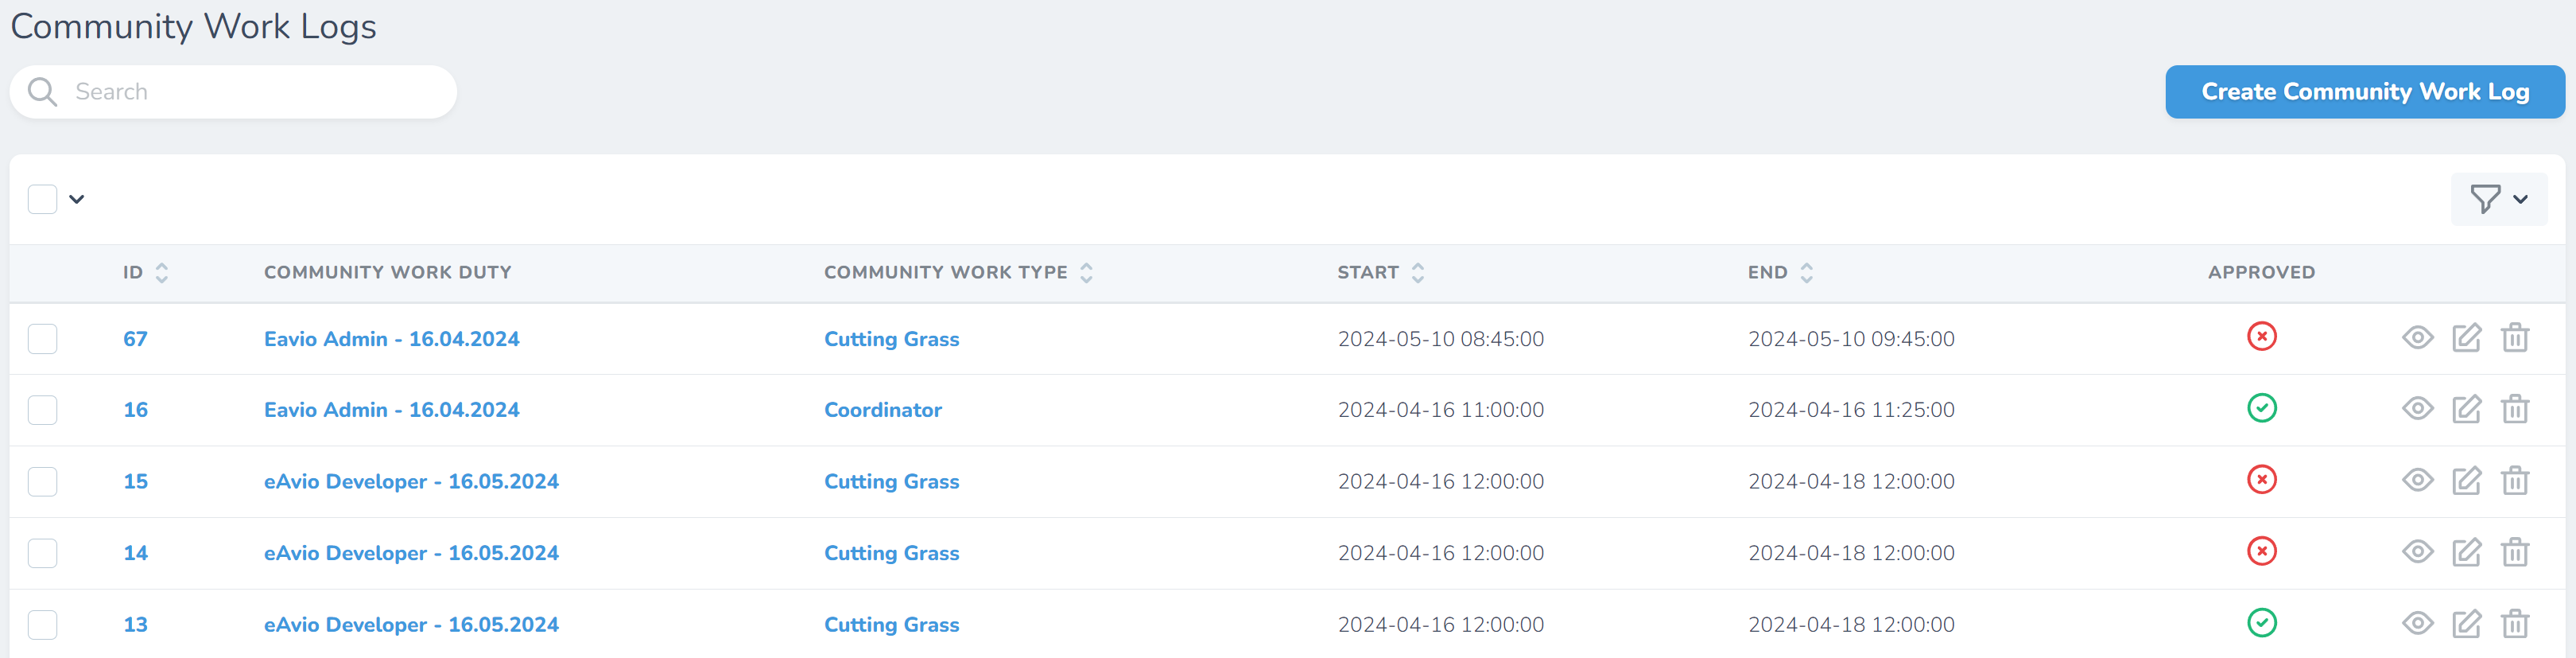 Community Work Logs
Search
Create Community Work Log
ID COMMUNITY WORK DUTY COMMUNITY WORK TYPE START END APPROVED
67 Eavio Admin - 16.04.2024 Cutting Grass 2024-05-10 08:45:00 2024-05-10 09:45:00
16 Eavio Admin - 16.04.2024 Coordinator 2024-04-16 11:00:00 2024-04-16 11:25:00
15 eAvio Developer - 16.05.2024 Cutting Grass 2024-04-16 12:00:00 2024-04-18 12:00:00
14 eAvio Developer - 16.05.2024 Cutting Grass 2024-04-16 12:00:00 2024-04-18 12:00:00
13 eAvio Developer - 16.05.2024 Cutting Grass 2024-04-16 12:00:00 2024-04-18 12:00:00